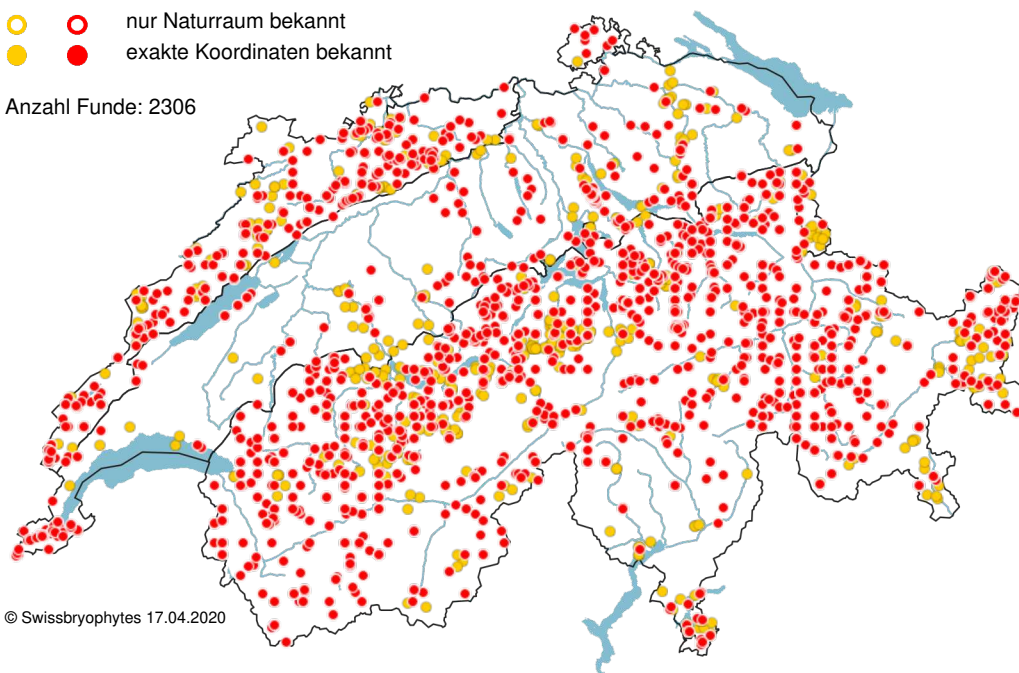 nur Naturraum bekannt
exakte Koordinaten bekannt
Anzahl Funde: 2306
© Swissbryophytes 17.04.2020